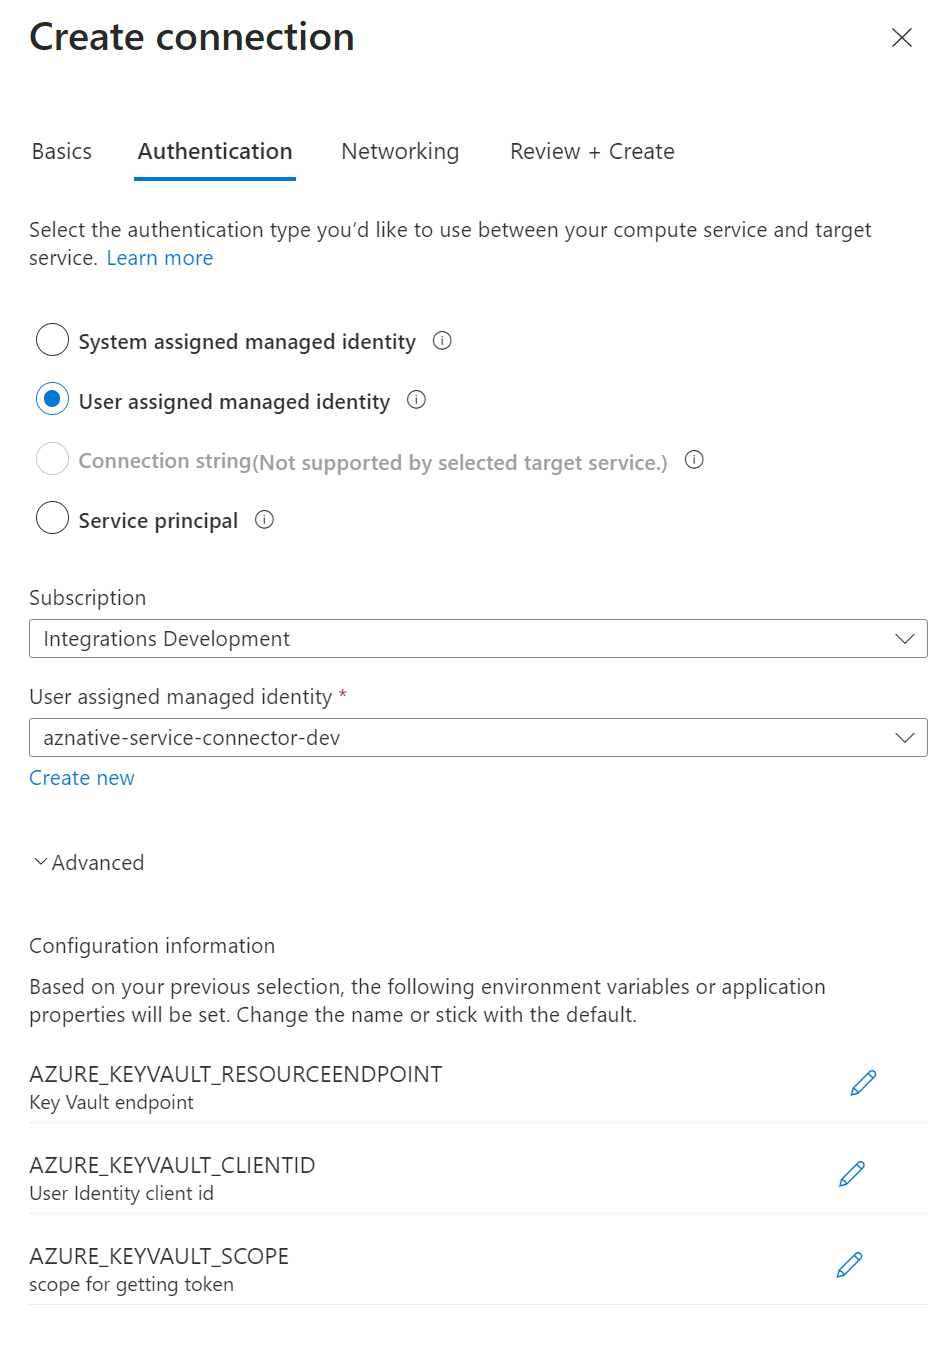 Create connection
Basics
Authentication
Networking
Review + Create
Select the authentication type you’d like to use between your compute service and target
service. Learn more
System assigned managed identity
User assigned managed identity
Connection string(Not supported by selected target service.)
Service principal
Subscription
Integrations Development
User assigned managed identity *
aznative-service-connector-dev
Create new
Advanced
Configuration information
Based on your previous selection, the following environment variables or application
properties will be set. Change the name or stick with the default.
AZURE_KEYVAULT_RESOURCEENDPOINT
Key Vault endpoint
AZURE_KEYVAULT_CLIENTID
User Identity client id
AZURE_KEYVAULT_SCOPE
scope for getting token